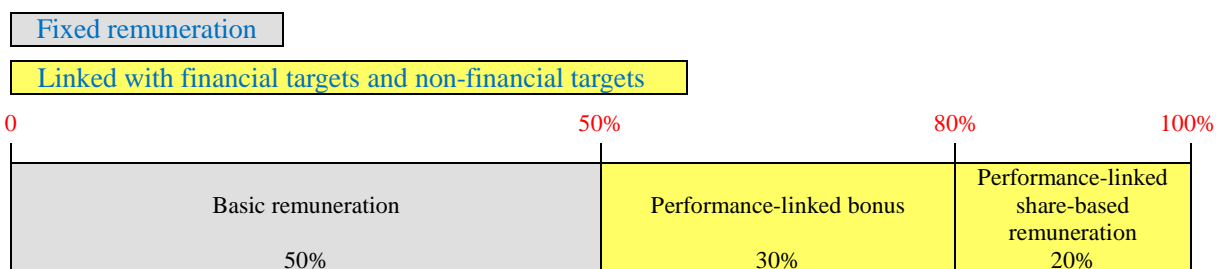 Fixed remuneration
Linked with financial targets and non-financial targets
0 50% 80% 100%
Basic remuneration
50%
Performance-linked bonus
30%
Performance-linked
share-based
remuneration
20%